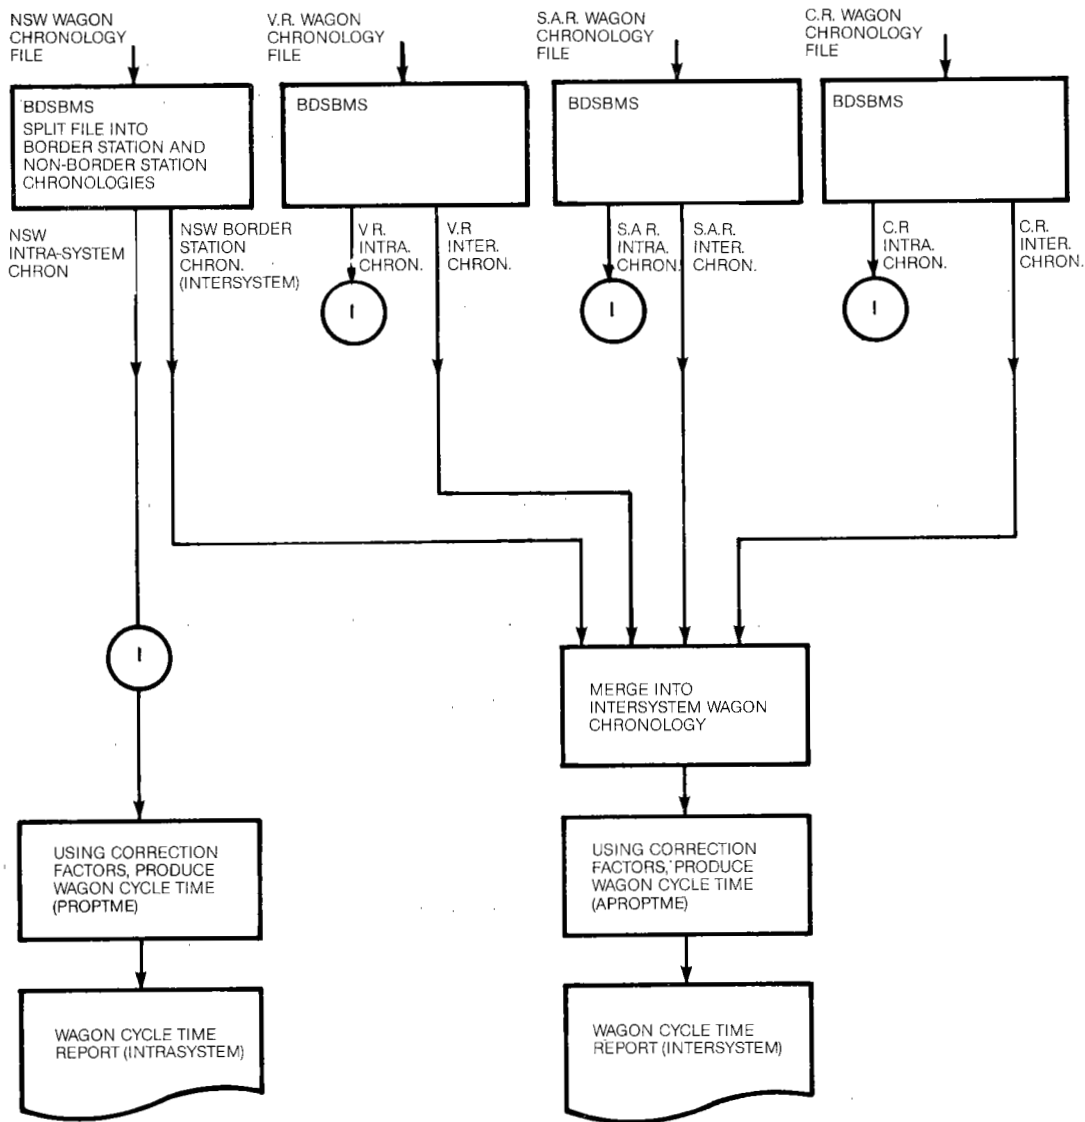 NSW WAGON
CHRONOLOGY
FILE
V.R. WAGON
CHRONOLOGY
FILE
S.A.R. WAGON
CHRONOLOGY
FILE
C.R. WAGON
CHRONOLOGY
FILE
BDSBMS
SPLIT FILE INTO
BORDER STATION AND
NON-BORDER STATION
CHRONOLOGIES
BDSBMS
BDSBMS
BDSBMS
NSW
INTRA-SYSTEM
CHRON
NSW BORDER
STATION
CHRON.
(INTERSYSTEM)
V R.
INTRA.
CHRON.
V.R
INTER.
CHRON.
S.A R.
INTRA.
CHRON.
S.A.R.
INTER.
CHRON.
C.R
INTRA.
CHRON.
C.R.
INTER.
CHRON.
I
I
I
I
MERGE INTO
INTERSYSTEM WAGON
CHRONOLOGY
USING CORRECTION
FACTORS, PRODUCE
WAGON CYCLE TIME
(PROPTME)
USING CORRECTION
FACTORS, PRODUCE
WAGON CYCLE TIME
(APROPTME)
WAGON CYCLE TIME
REPORT (INTRASYSTEM)
WAGON CYCLE TIME
REPORT (INTERSYSTEM)